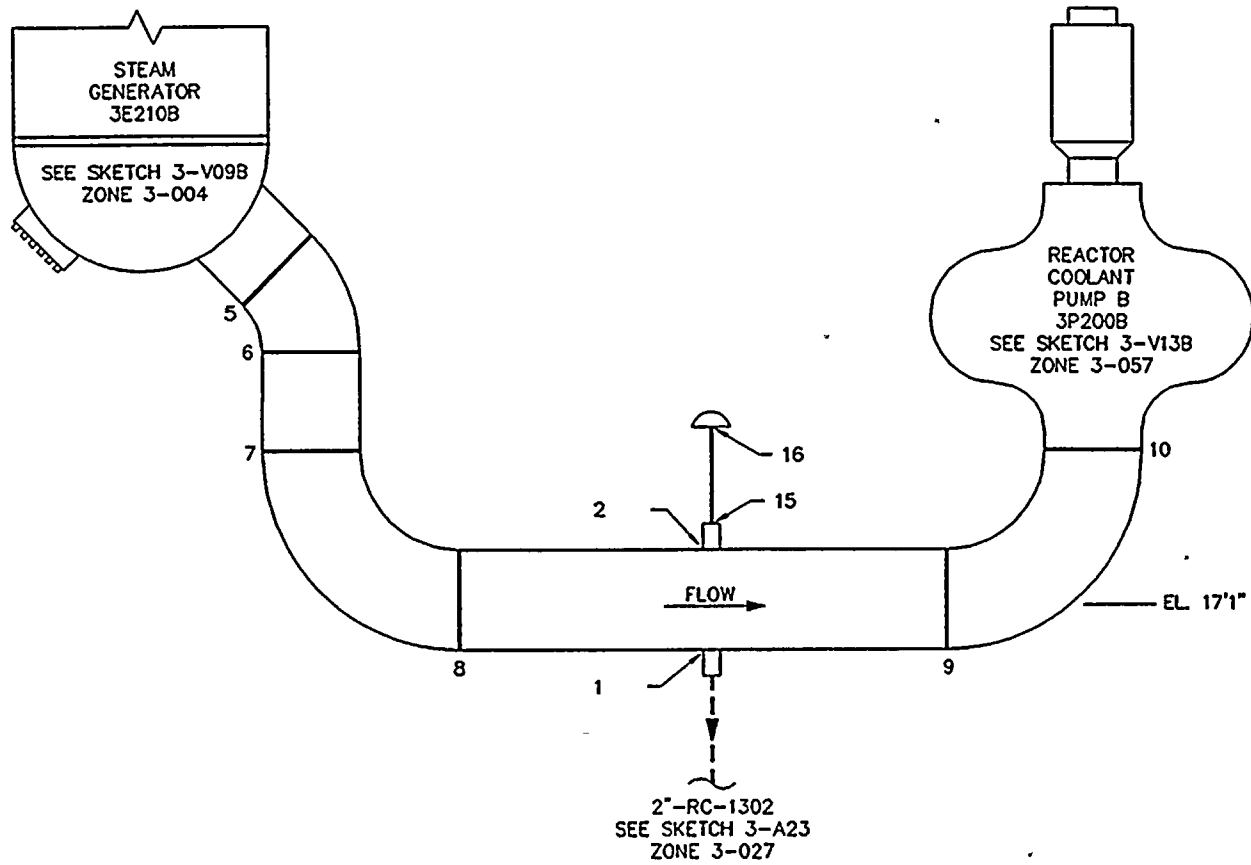 STEAM
GENERATOR
3E210B
SEE SKETCH 3-V09B
ZONE 3-004
REACTOR
COOLANT
PUMP B
3P200B
SEE SKETCH 3-V13B
ZONE 3-057
5
6
7
16
15
2
10
FLOW
EL. 17'1"
8
1
9
2"-RC-1302
SEE SKETCH 3-A23
ZONE 3-027